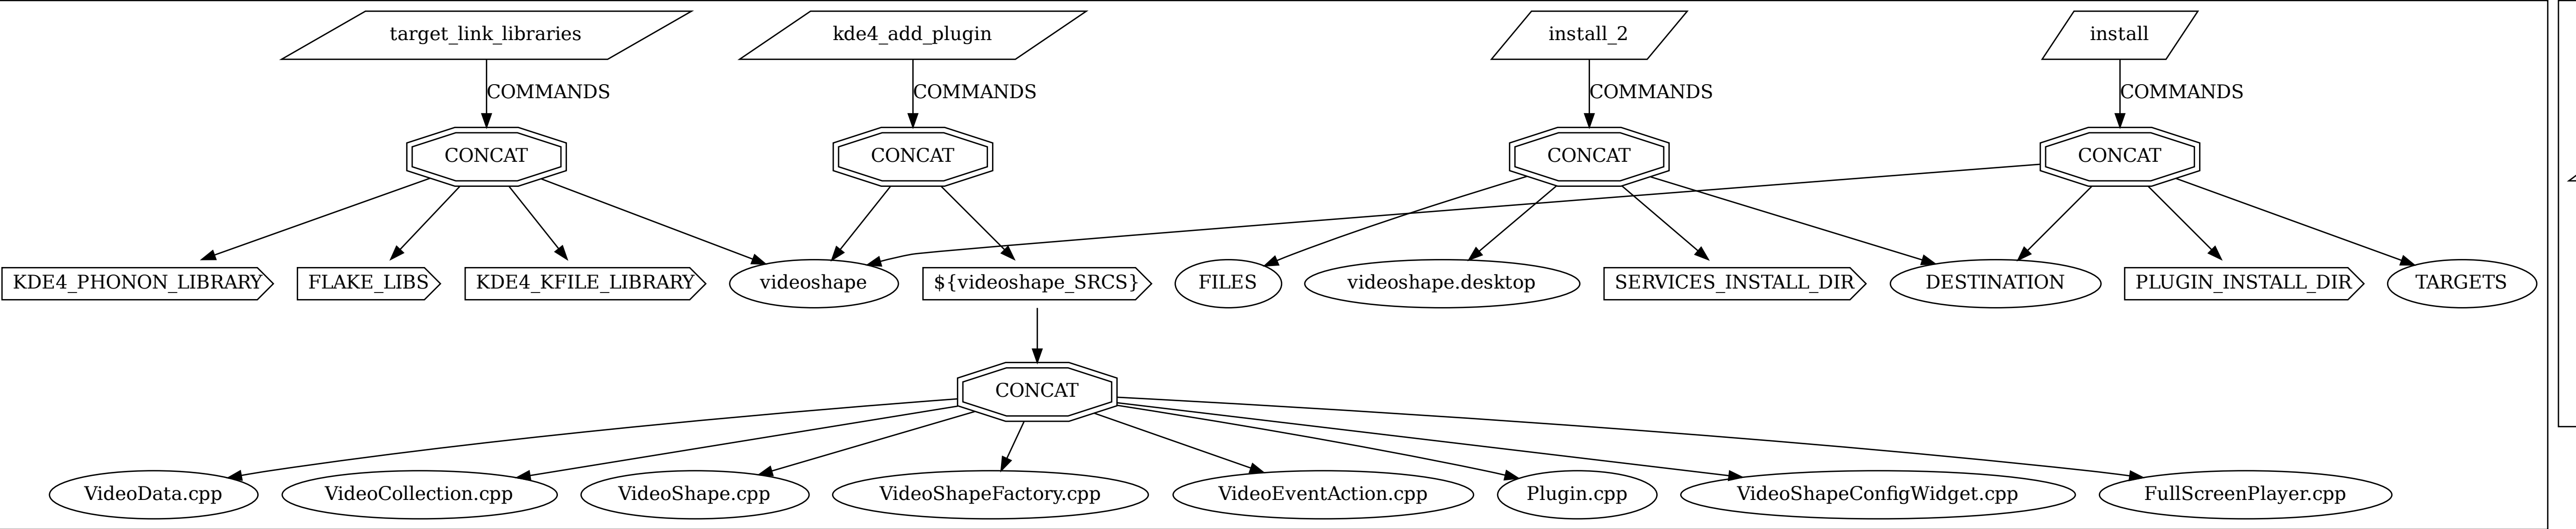 target_link_libraries
kde4_add_plugin
install_2
install
COMMANDS
COMMANDS
COMMANDS
COMMANDS
CONCAT
CONCAT
CONCAT
CONCAT
KDE4_PHONON_LIBRARY
FLAKE_LIBS
KDE4_KFILE_LIBRARY
videoshape
${videoshape_SRCS}
FILES
videoshape.desktop
SERVICES_INSTALL_DIR
DESTINATION
PLUGIN_INSTALL_DIR
TARGETS
CONCAT
VideoData.cpp
VideoCollection.cpp
VideoShape.cpp
VideoShapeFactory.cpp
VideoEventAction.cpp
Plugin.cpp
VideoShapeConfigWidget.cpp
FullScreenPlayer.cpp